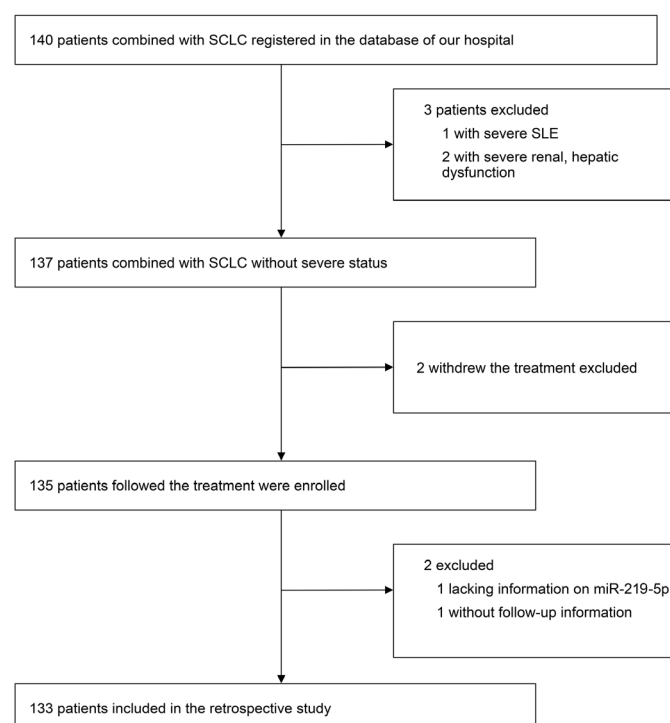 140 patients combined with SCLC registered in the database of our hospital
3 patients excluded
1 with severe SLE
2 with severe renal, hepatic
dysfunction
137 patients combined with SCLC without severe status
2 withdrew the treatment excluded
135 patients followed the treatment were enrolled
2 excluded
1 lacking information on miR-219-5p
1 without follow-up information
133 patients included in the retrospective study